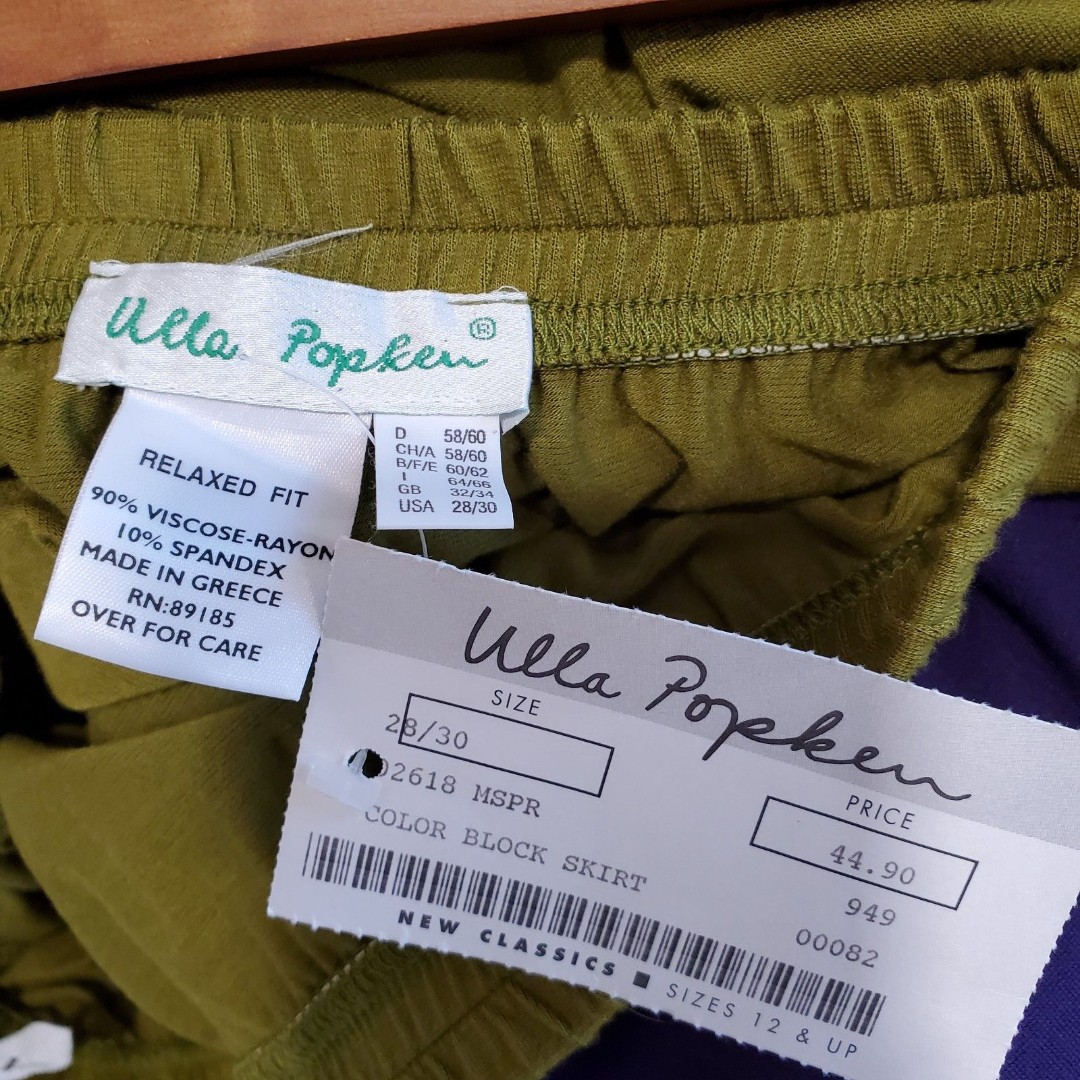 Ulla Popken®
RELAXED FIT
90% VISCOSE-RAYON
10% SPANDEX
MADE IN GREECE
RN:89185
OVER FOR CARE
D 58/60
CH/A 58/60
B/F/E 60/62
I 64/66
GB 32/34
USA 28/30
Ulla Popken
SIZE
28/30
02618 MSPR
COLOR BLOCK SKIRT
PRICE
44.90
949
00082
NEW CLASSICS ■ SIZES 12 & UP